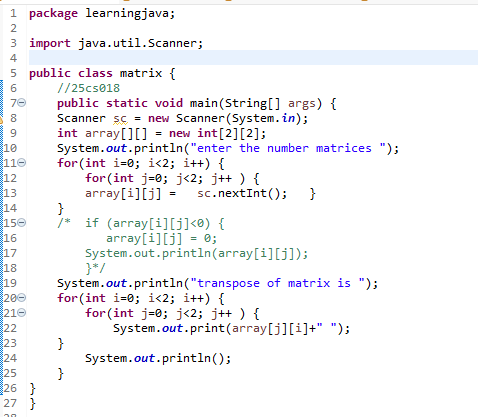 1 package learningjava;
2
3 import java.util.Scanner;
4
5 public class matrix {
6     //25cs018
7     public static void main(String[] args) {
8     Scanner sc = new Scanner(System.in);
9     int array[][] = new int[2][2];
10     System.out.println("enter the number matrices ");
11     for(int i=0; i<2; i++) {
12         for(int j=0; j<2; j++ ) {
13         array[i][j] =   sc.nextInt();   }
14     }
15     /*  if (array[i][j]<0) {
16            array[i][j] = 0;
17         System.out.println(array[i][j]);
18         }*/
19     System.out.println("transpose of matrix is ");
20     for(int i=0; i<2; i++) {
21         for(int j=0; j<2; j++ ) {
22             System.out.print(array[j][i]+" ");
23     }
24         System.out.println();
25     }
26 }
27 }